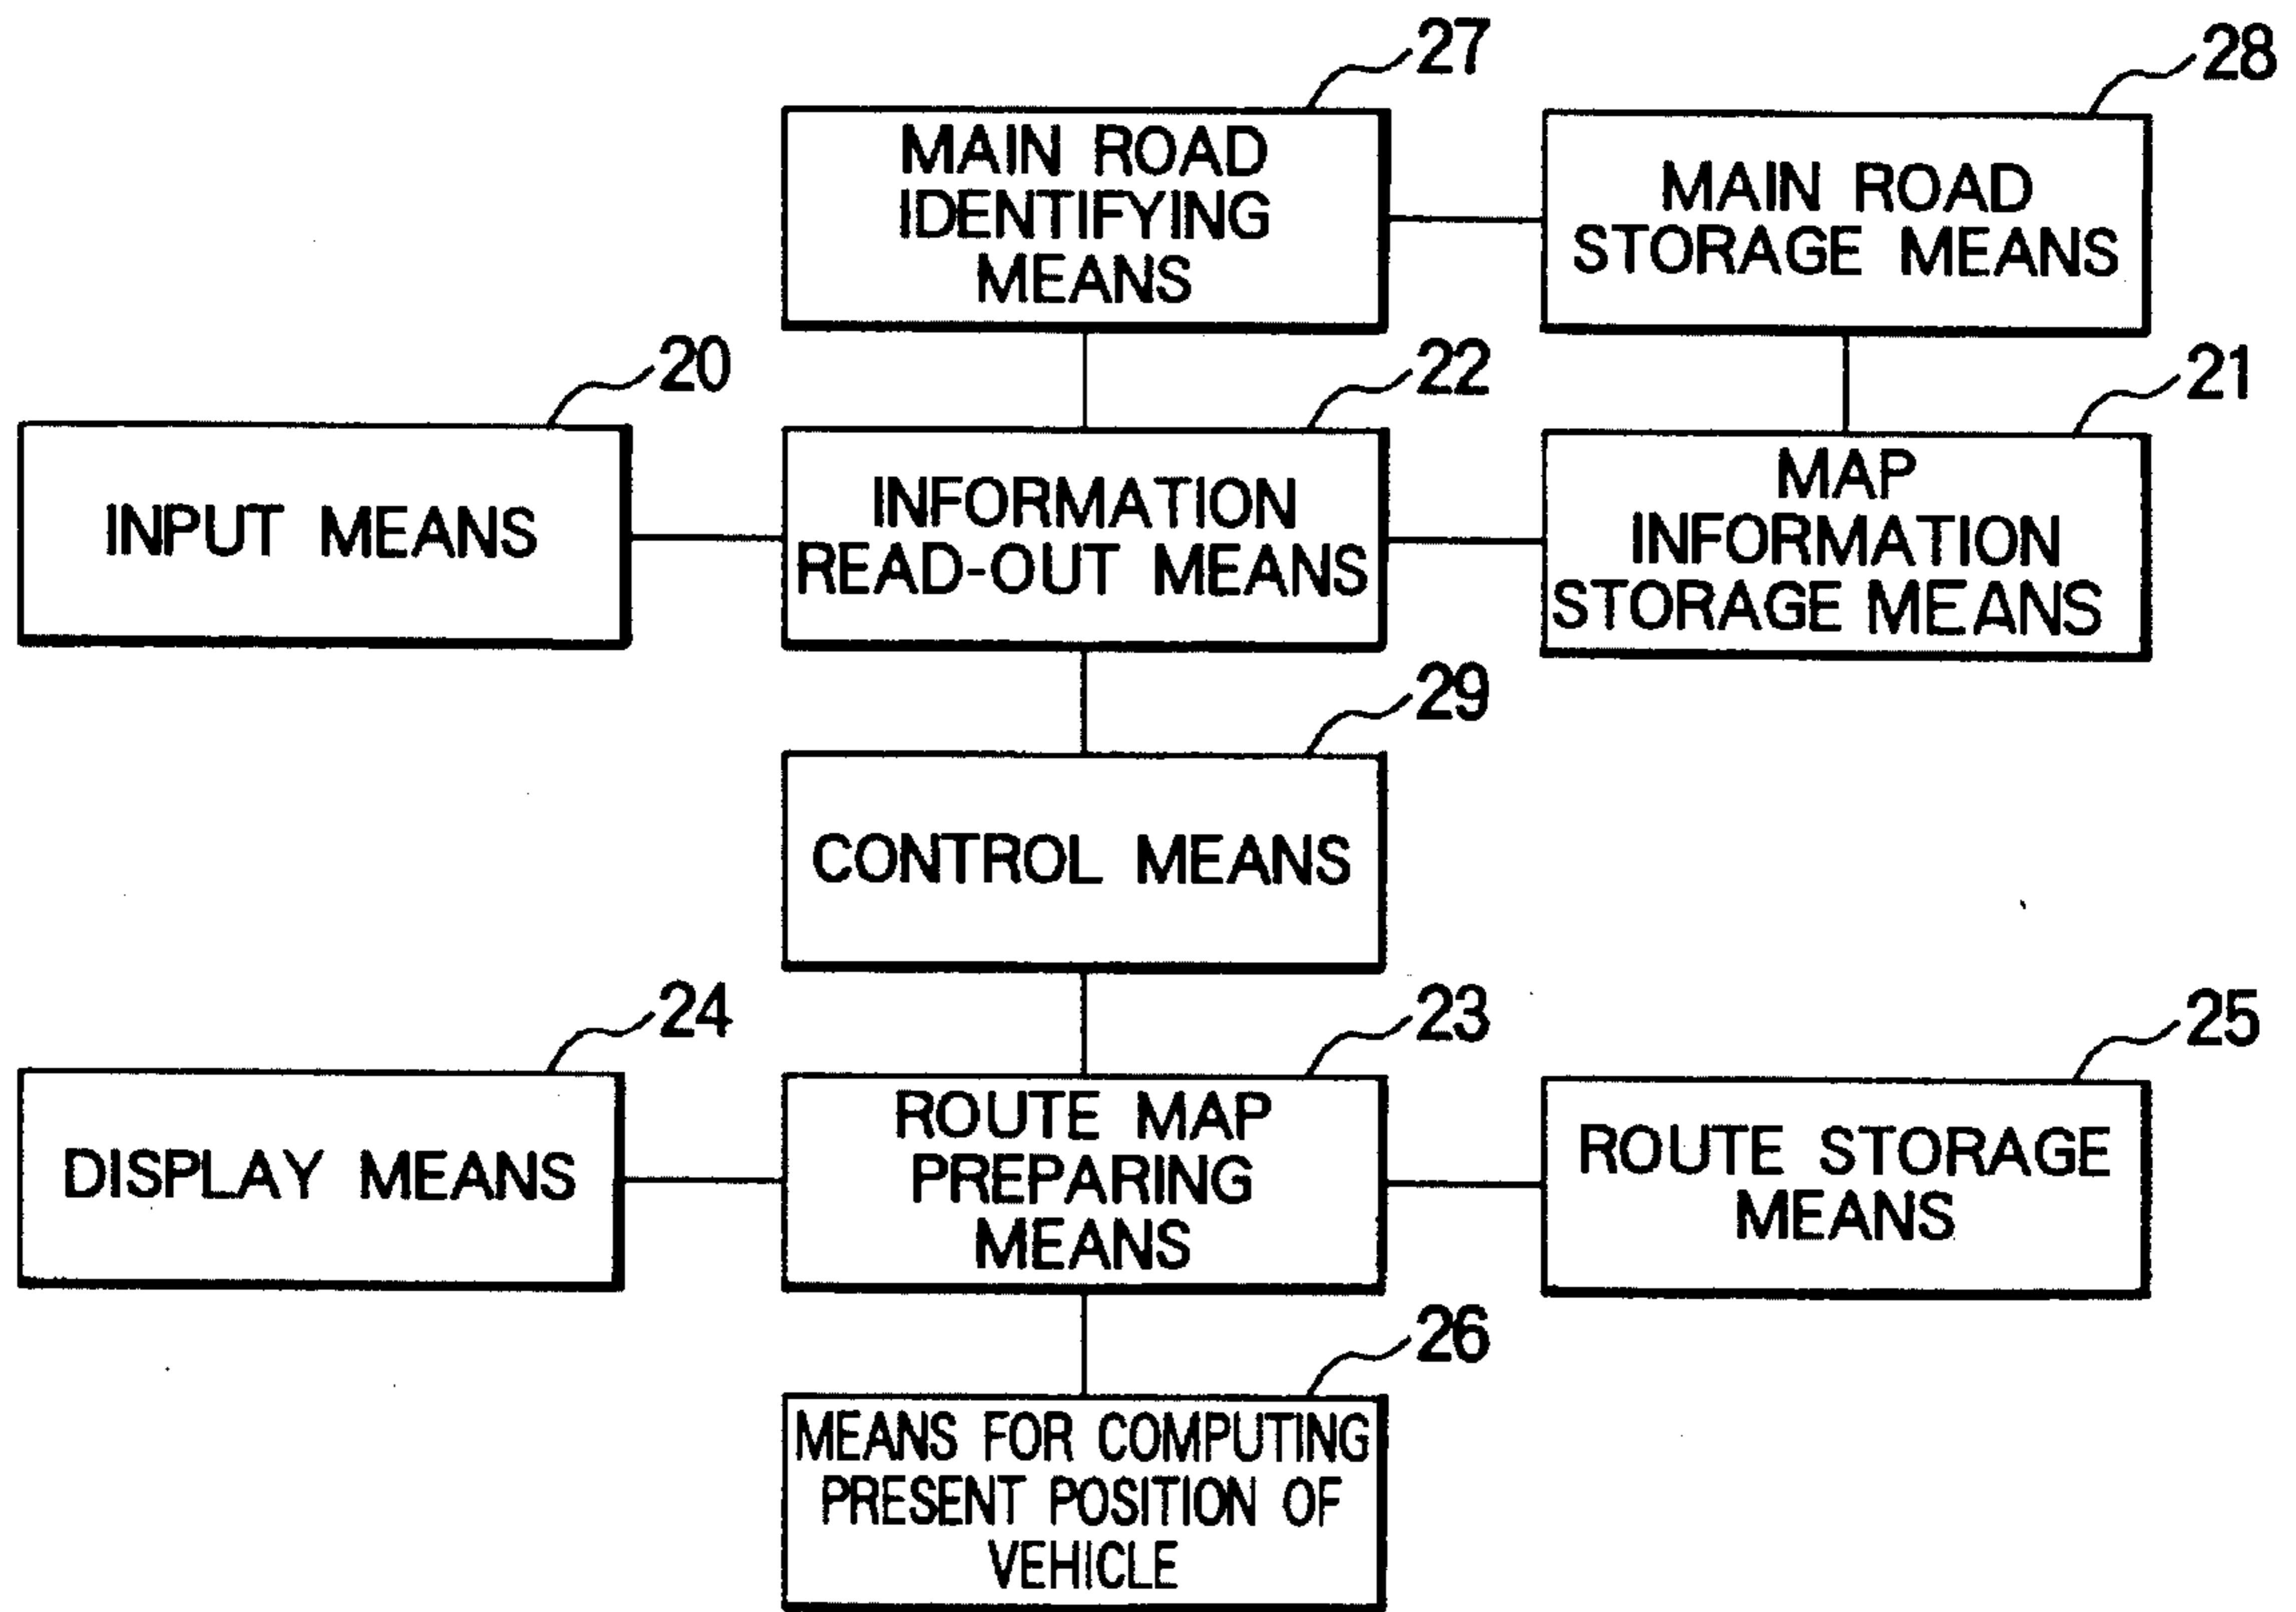 27
28
MAIN ROAD
IDENTIFYING
MEANS
MAIN ROAD
STORAGE MEANS
20
22
21
INPUT MEANS
INFORMATION
READ-OUT MEANS
MAP
INFORMATION
STORAGE MEANS
29
CONTROL MEANS
24
23
25
DISPLAY MEANS
ROUTE MAP
PREPARING
MEANS
ROUTE STORAGE
MEANS
26
MEANS FOR COMPUTING
PRESENT POSITION OF
VEHICLE